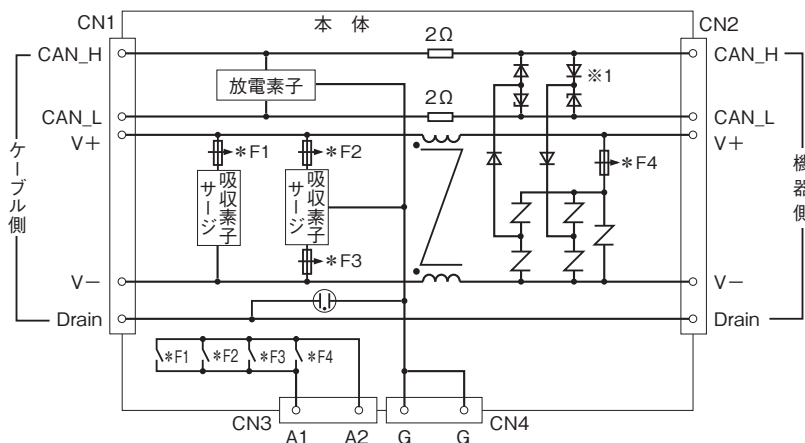 CN1
本 体
CN2
CAN_H
2Ω
CAN_H
放電素子
※1
CAN_L
2Ω
CAN_L
V+
V+
*F1
*F2
*F4
サージ
吸収素子
サージ
吸収素子
ケーブル側
機器側
*F3
V−
V−
Drain
Drain
*F1
*F2
*F3
*F4
CN3
CN4
A1
A2
G
G